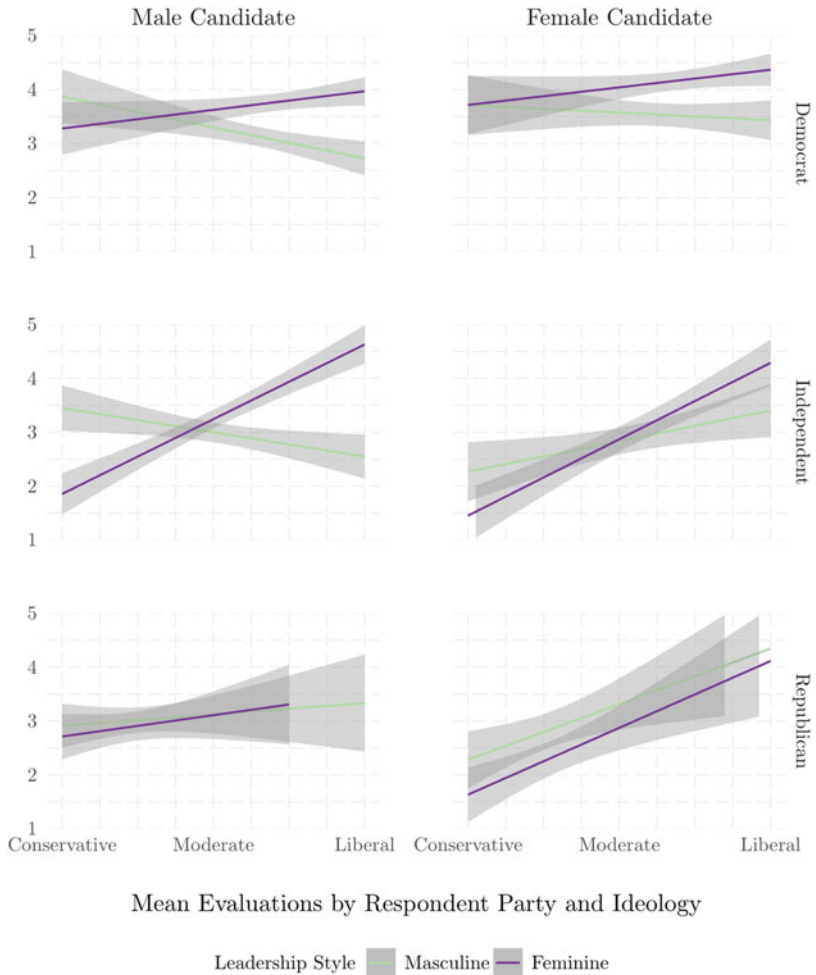 Male Candidate Female Candidate
5
4
3
2
1
Democrat
5
4
3
2
1
Independent
5
4
3
2
1
Republican
Conservative Moderate Liberal Conservative Moderate Liberal
Mean Evaluations by Respondent Party and Ideology
Leadership Style Masculine Feminine